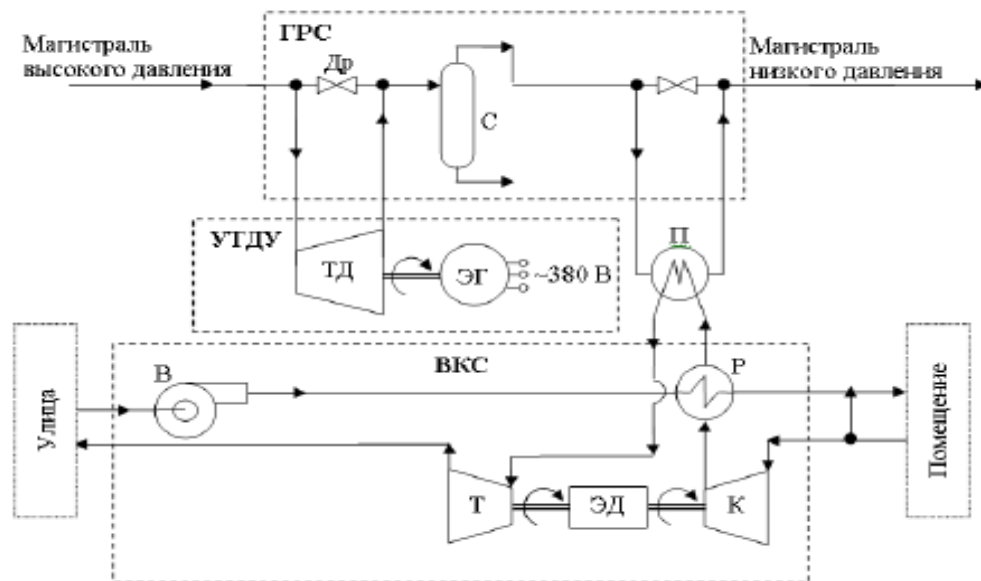 ГРС
Магистраль
высокого давления
Др
Магистраль
низкого давления
С
УТДУ
ТД
ЭГ
~380 В
П
ВКС
В
Р
Улица
Помещение
Т
ЭД
К